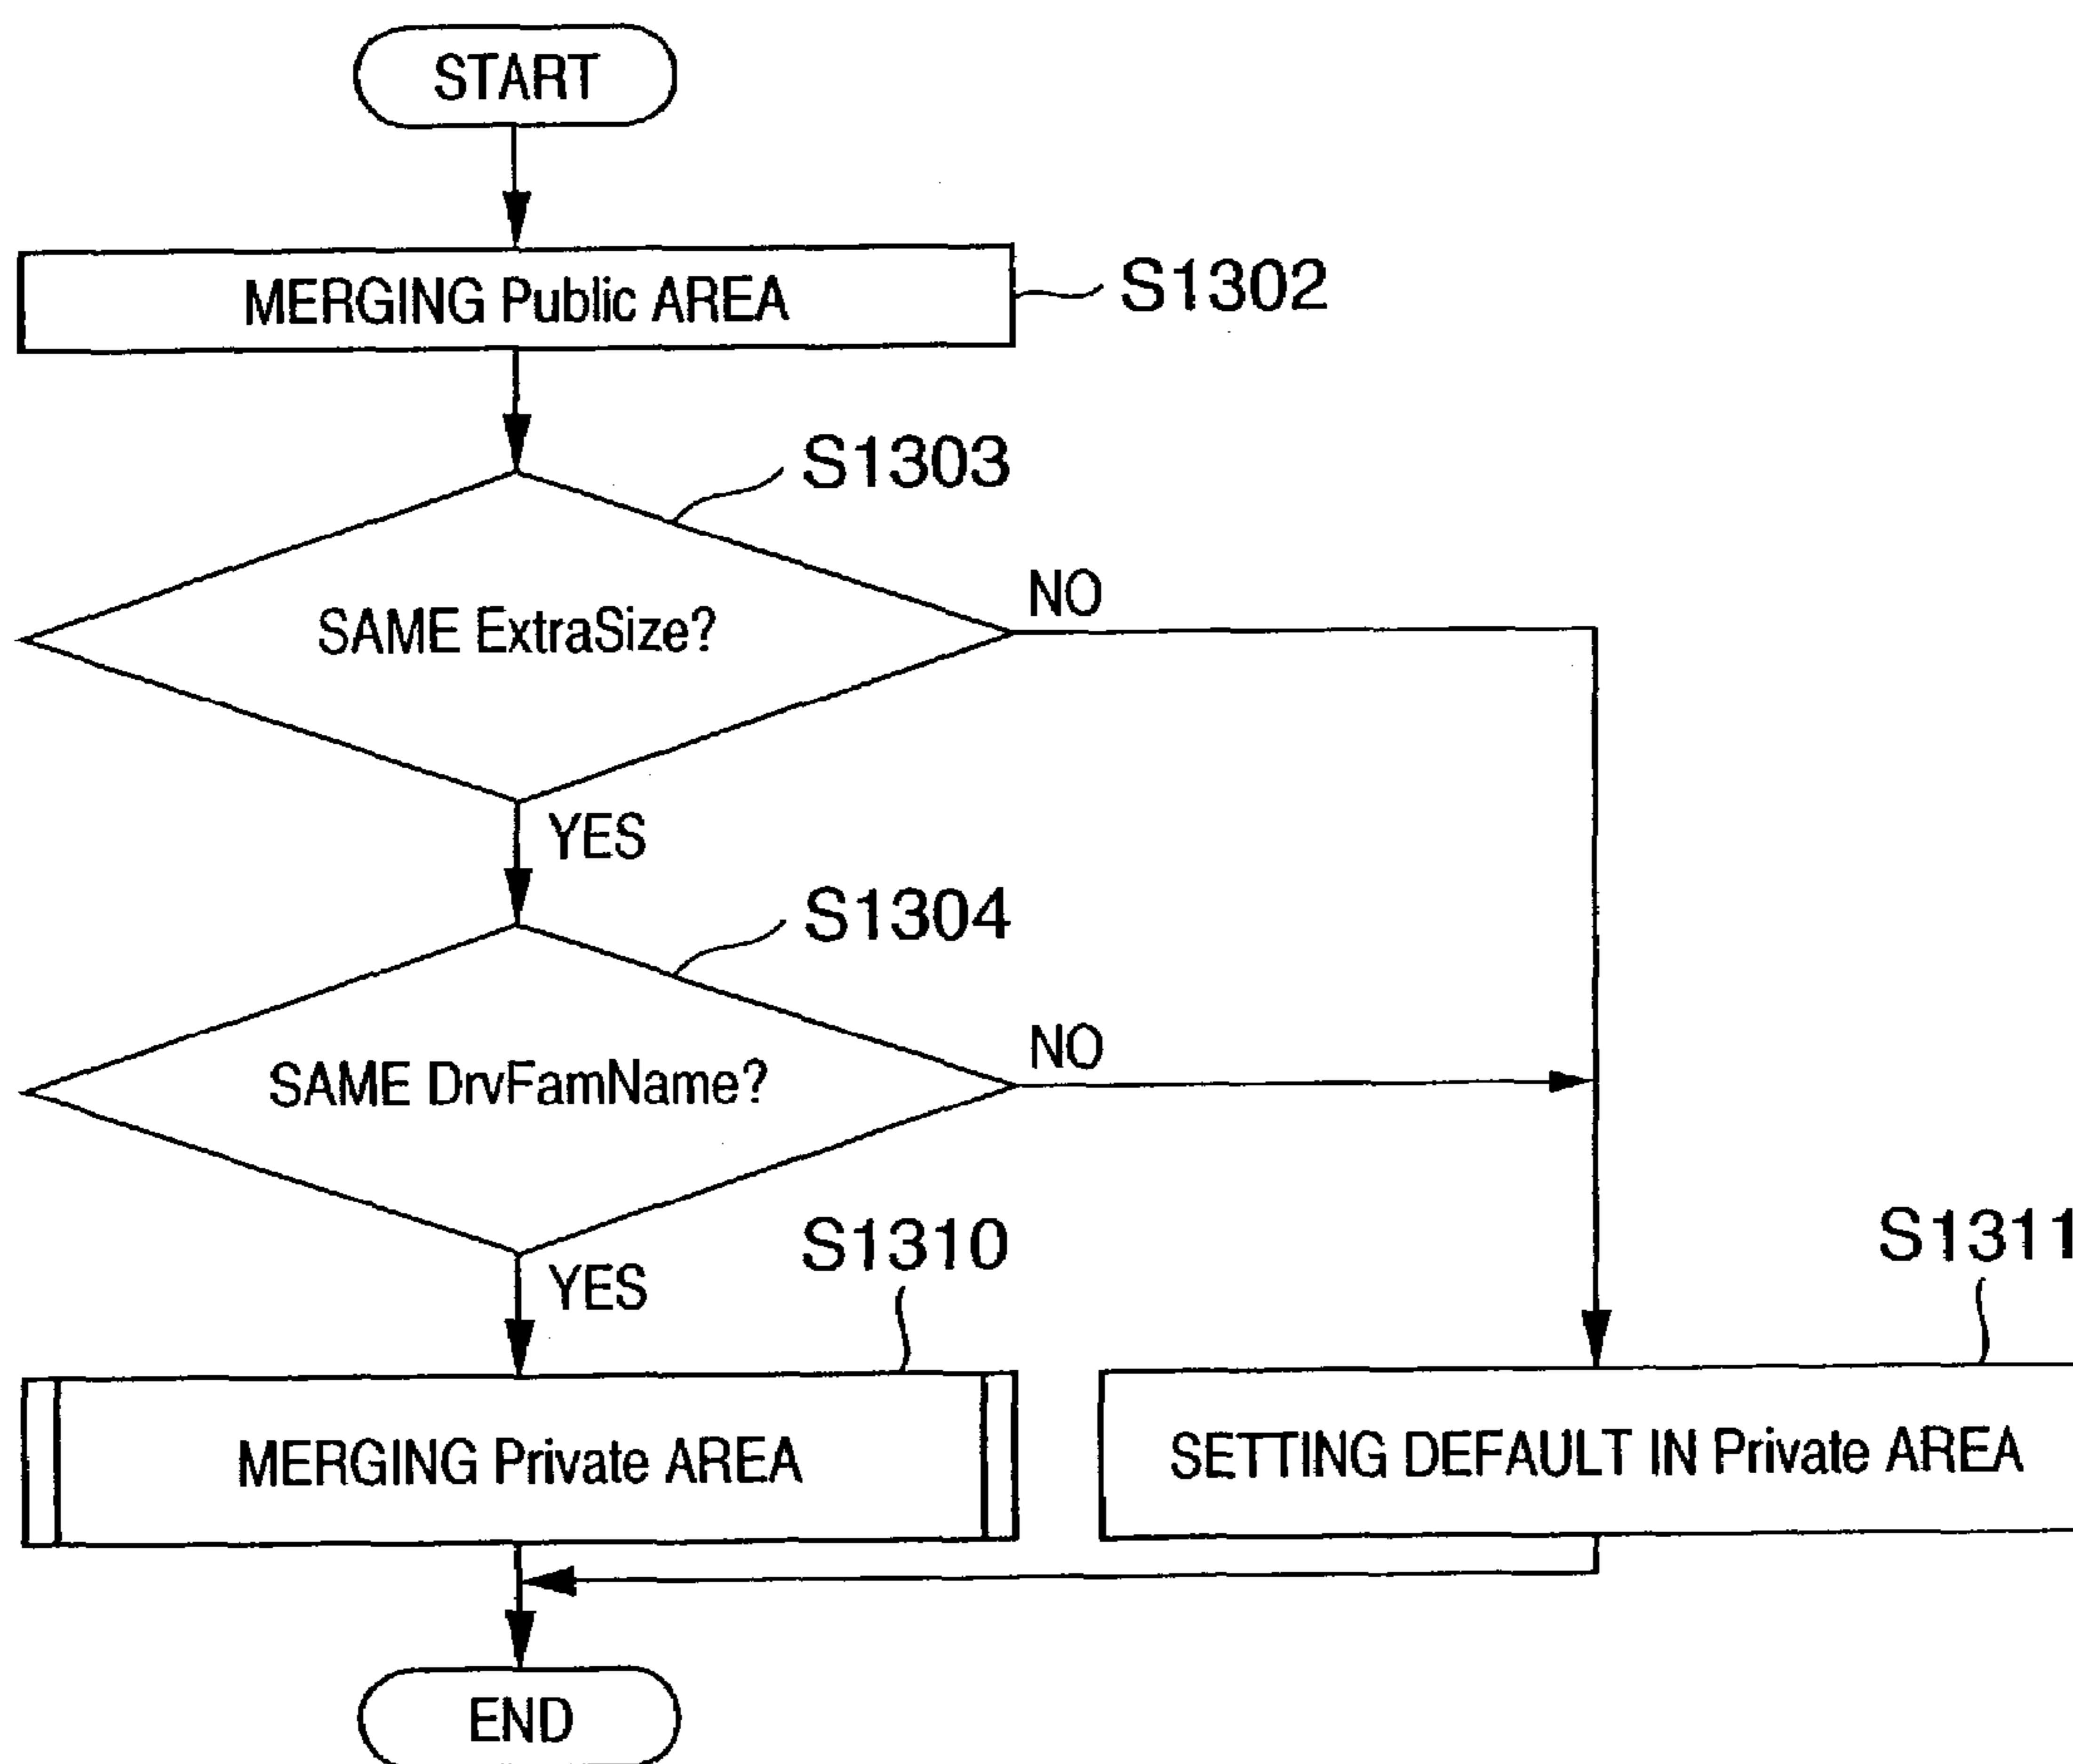 START
MERGING Public AREA
S1302
S1303
SAME ExtraSize?
NO
YES
S1304
SAME DrvFamName?
NO
YES
S1310
S1311
MERGING Private AREA
SETTING DEFAULT IN Private AREA
END